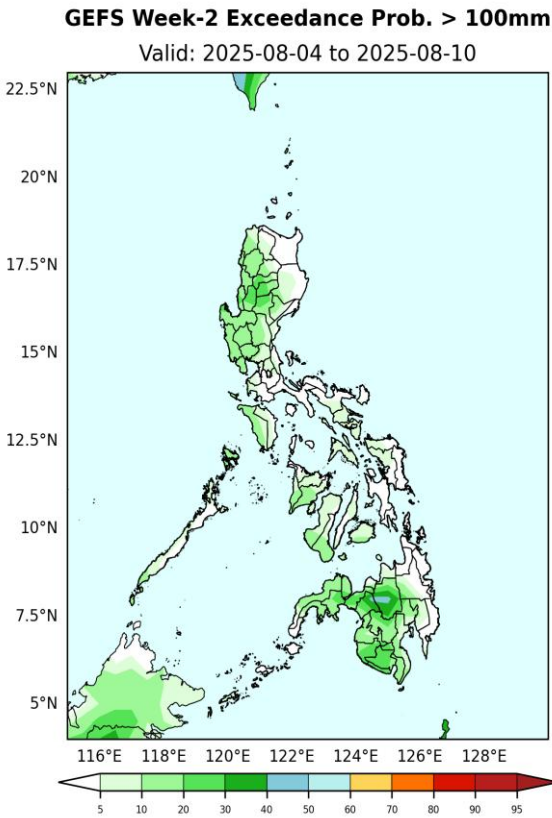 GEFS Week-2 Exceedance Prob. > 100mm
Valid: 2025-08-04 to 2025-08-10
22.5°N
20°N
17.5°N
15°N
12.5°N
10°N
7.5°N
5°N
116°E 118°E 120°E 122°E 124°E 126°E 128°E
5 10 20 30 40 50 60 70 80 90 95